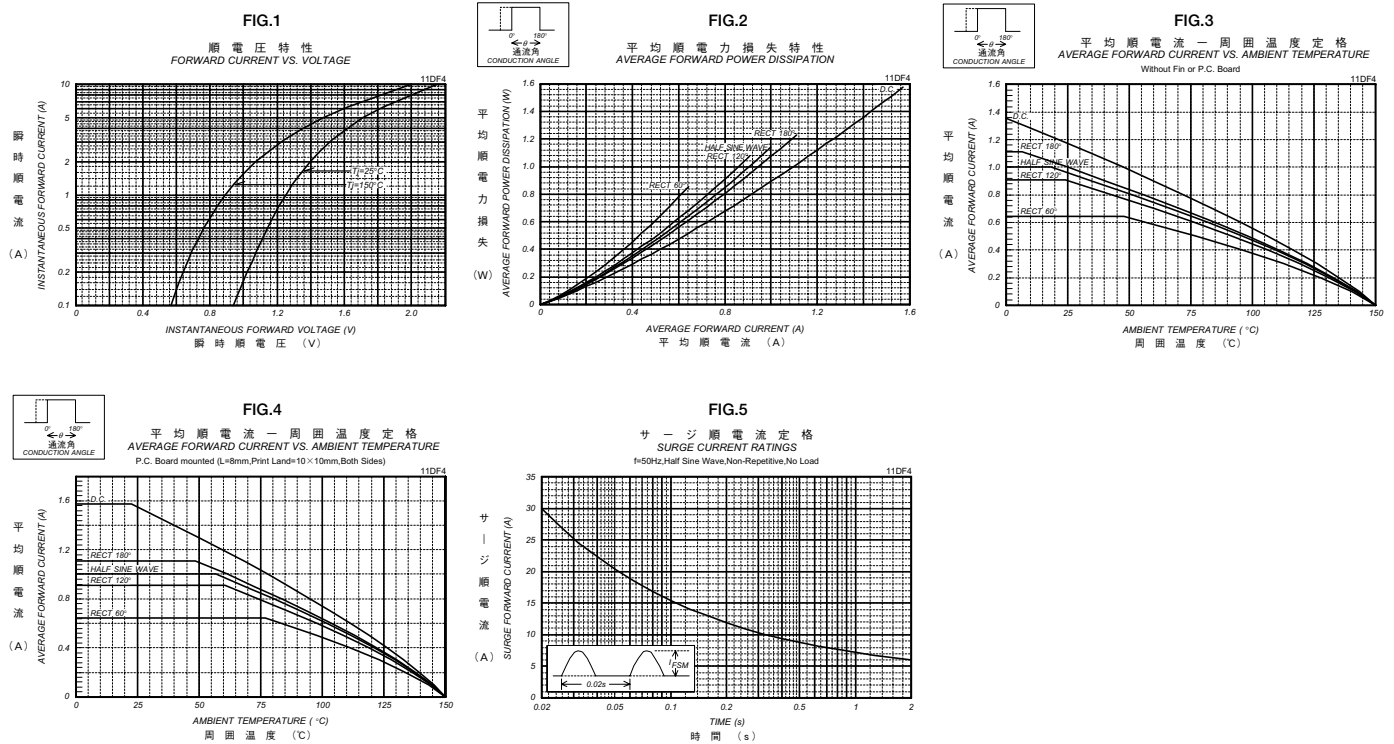 FIG.1
順電圧特性
FORWARD CURRENT VS. VOLTAGE
11DF4
10
5
2
1
0.5
0.2
0.1
瞬時順電流
(A)
INSTANTANEOUS FORWARD CURRENT (A)
Tj=25°C
Tj=150°C
0 0.4 0.8 1.2 1.6 2.0
INSTANTANEOUS FORWARD VOLTAGE (V)
瞬時順電圧 (V)
0° 180°
θ
通流角
CONDUCTION ANGLE
FIG.2
平均順電力損失特性
AVERAGE FORWARD POWER DISSIPATION
11DF4
1.6
1.4
1.2
1.0
0.8
0.6
0.4
0.2
0
平均順電力損失
(W)
AVERAGE FORWARD POWER DISSIPATION (W)
D.C.
RECT 180°
HALF SINE WAVE
RECT 120°
RECT 60°
0 0.4 0.8 1.2 1.6
AVERAGE FORWARD CURRENT (A)
平均順電流 (A)
0° 180°
θ
通流角
CONDUCTION ANGLE
FIG.3
平均順電流ー周囲温度定格
AVERAGE FORWARD CURRENT VS. AMBIENT TEMPERATURE
Without Fin or P.C. Board
11DF4
1.6
1.4
1.2
1.0
0.8
0.6
0.4
0.2
0
平均順電流
(A)
AVERAGE FORWARD CURRENT (A)
D.C.
RECT 180°
HALF SINE WAVE
RECT 120°
RECT 60°
0 25 50 75 100 125 150
AMBIENT TEMPERATURE (°C)
周囲温度 (℃)
0° 180°
θ
通流角
CONDUCTION ANGLE
FIG.4
平均順電流ー周囲温度定格
AVERAGE FORWARD CURRENT VS. AMBIENT TEMPERATURE
P.C. Board mounted (L=8mm,Print Land=10×10mm,Both Sides)
11DF4
1.6
1.2
0.8
0.4
0
平均順電流
(A)
AVERAGE FORWARD CURRENT (A)
D.C.
RECT 180°
HALF SINE WAVE
RECT 120°
RECT 60°
0 25 50 75 100 125 150
AMBIENT TEMPERATURE (°C)
周囲温度 (℃)
FIG.5
サージ順電流定格
SURGE CURRENT RATINGS
f=50Hz,Half Sine Wave,Non-Repetitive,No Load
11DF4
35
30
25
20
15
10
5
0
サージ順電流
(A)
SURGE FORWARD CURRENT (A)
IFSM
0.02s
0.02 0.05 0.1 0.2 0.5 1 2
TIME (s)
時間 (s)